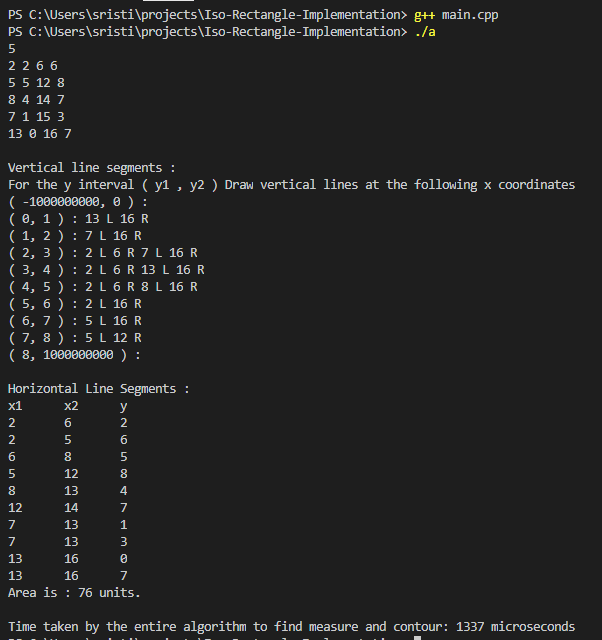 PS C:\Users\sristi\projects\Iso-Rectangle-Implementation> g++ main.cpp
PS C:\Users\sristi\projects\Iso-Rectangle-Implementation> ./a
5
2 2 6 6
5 5 12 8
8 4 14 7
7 1 15 3
13 0 16 7

Vertical line segments :
For the y interval ( y1 , y2 ) Draw vertical lines at the following x coordinates
( -1000000000, 0 ) :
( 0, 1 ) : 13 L 16 R
( 1, 2 ) : 7 L 16 R
( 2, 3 ) : 2 L 6 R 7 L 16 R
( 3, 4 ) : 2 L 6 R 13 L 16 R
( 4, 5 ) : 2 L 6 R 8 L 16 R
( 5, 6 ) : 2 L 16 R
( 6, 7 ) : 5 L 16 R
( 7, 8 ) : 5 L 12 R
( 8, 1000000000 ) :

Horizontal Line Segments :
x1 x2 y
2 6 2
2 5 6
6 8 5
5 12 8
8 13 4
12 14 7
7 13 1
7 13 3
13 16 0
13 16 7
Area is : 76 units.

Time taken by the entire algorithm to find measure and contour: 1337 microseconds
PS C:\Users\sristi\projects\Iso-Rectangle-Implementation>